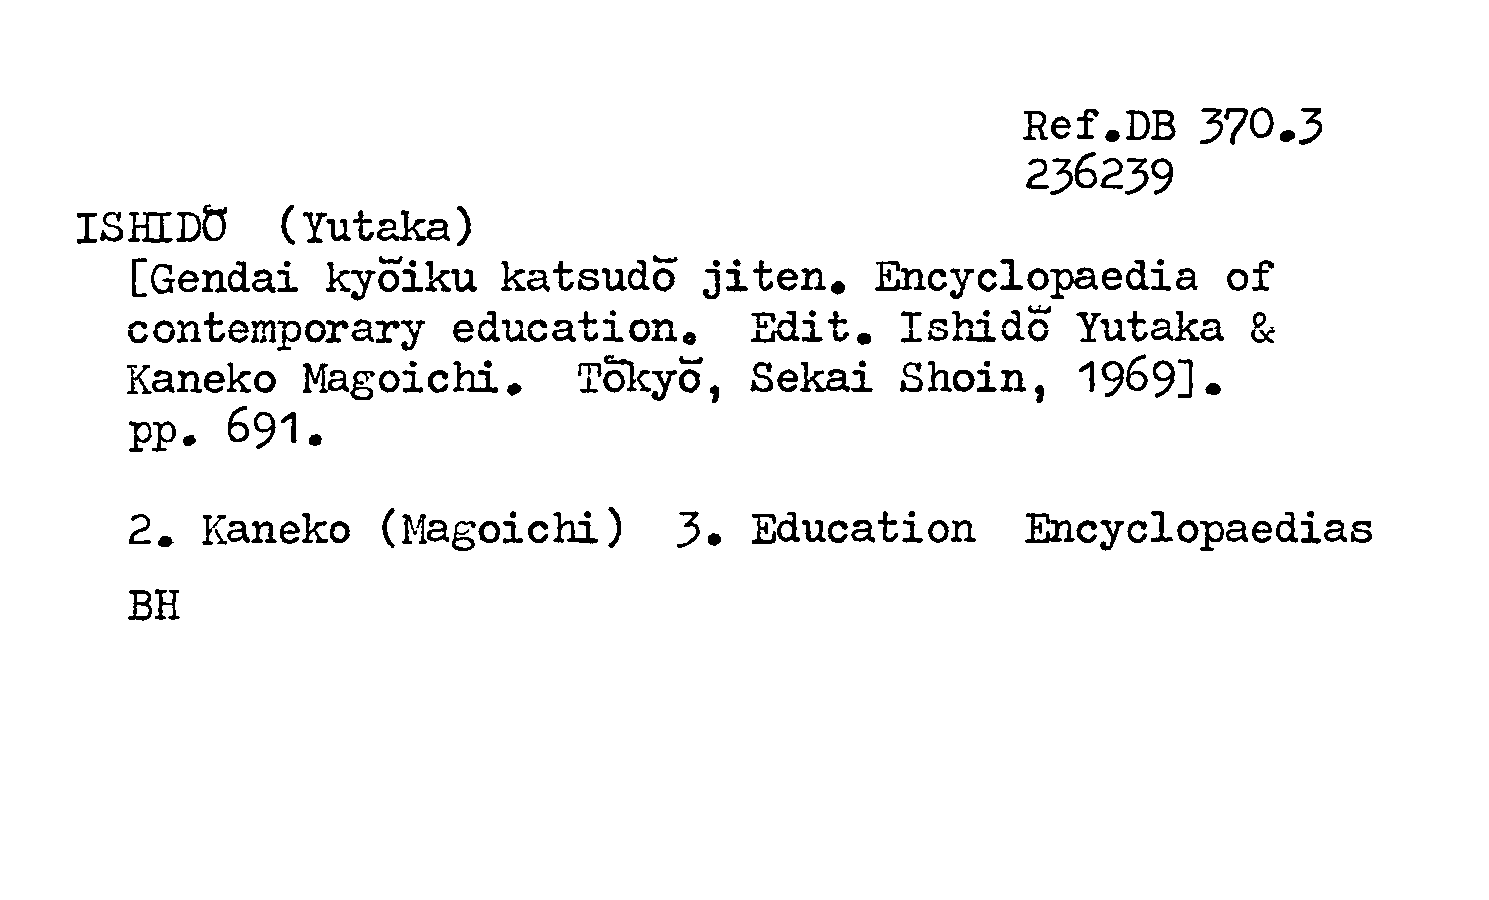 Ref.DB 370.3
236239
ISHIDŌ (Yutaka)
[Gendai kyōiku katsudō jiten. Encyclopaedia of
contemporary education. Edit. Ishidō Yutaka &
Kaneko Magoichi. Tōkyō, Sekai Shoin, 1969].
pp. 691.
2. Kaneko (Magoichi) 3. Education Encyclopaedias
BH